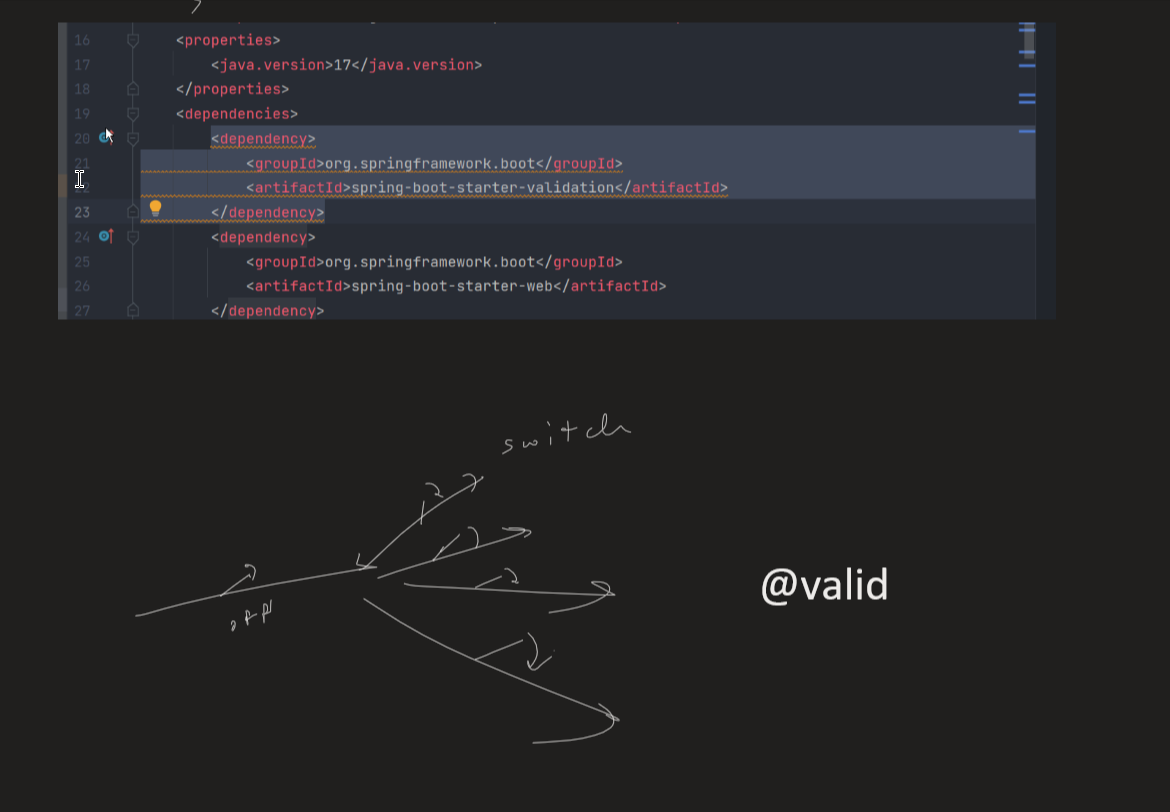 16 <properties>
17 <java.version>17</java.version>
18 </properties>
19 <dependencies>
20 <dependency>
21 <groupId>org.springframework.boot</groupId>
22 <artifactId>spring-boot-starter-validation</artifactId>
23 </dependency>
24 <dependency>
25 <groupId>org.springframework.boot</groupId>
26 <artifactId>spring-boot-starter-web</artifactId>
27 </dependency>
switch
@valid